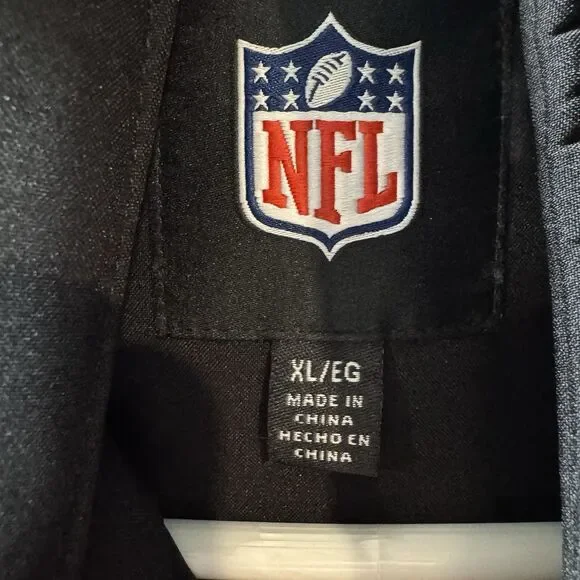 NFL
XL/EG
MADE IN
CHINA
HECHO EN
CHINA